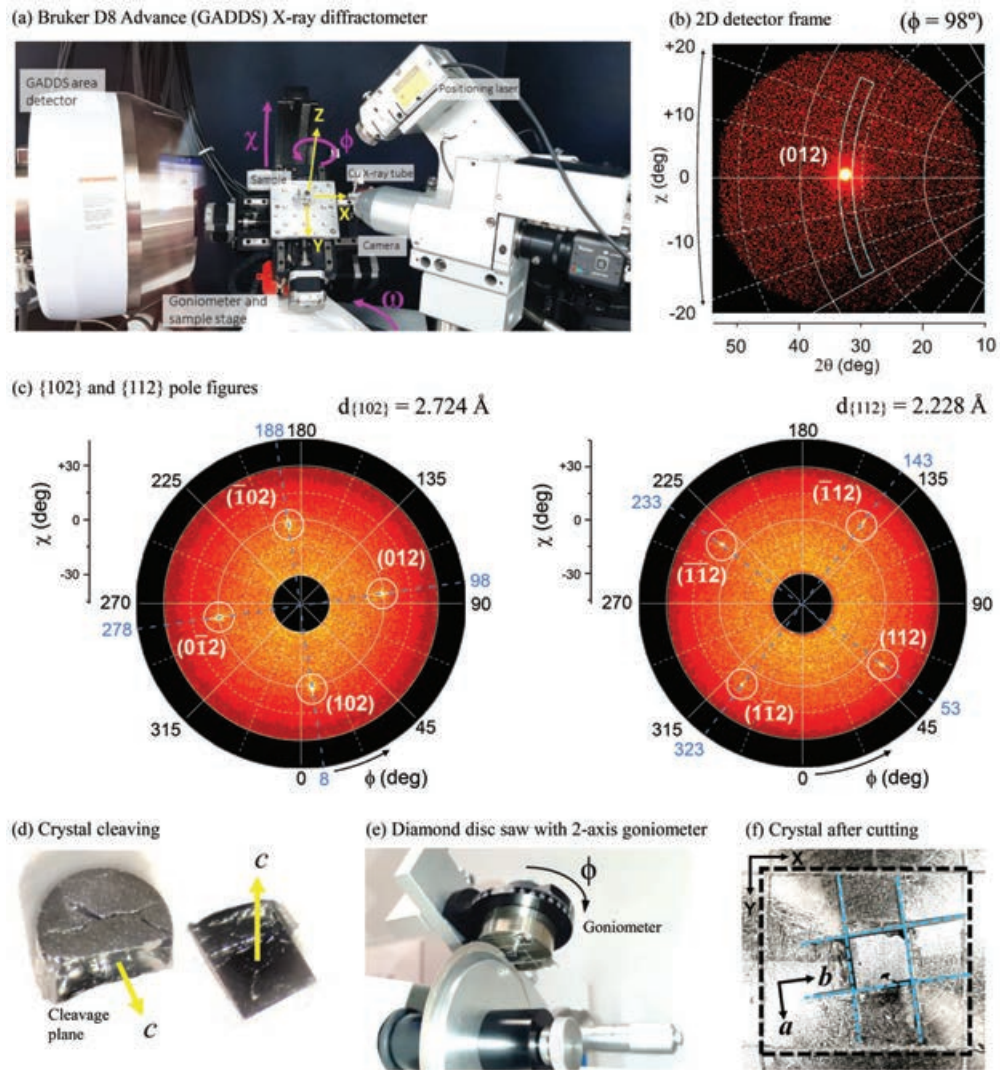 (a) Bruker D8 Advance (GADDS) X-ray diffractometer
GADDS area
detector
Positioning laser
Z
χ
ϕ
Sample
Cu X-ray tube
X
Y
Camera
Goniometer and
sample stage
ω
(b) 2D detector frame (ϕ = 98º)
+20
+10
0
-10
-20
χ (deg)
(012)
50 40 30 20 10
2θ (deg)
(c) {102} and {112} pole figures
d{102} = 2.724 Å
χ (deg)
+30
0
-30
188 180
225 135
(1̅02)
(012)
98
270 90
278
(01̅2)
(102)
315 45
0 8 ϕ (deg)
d{112} = 2.228 Å
χ (deg)
+30
0
-30
180
143
225 135
233
(1̅12)
(1̅1̅2)
270 90
(112)
(11̅2)
53
315 45
323
0 ϕ (deg)
(d) Crystal cleaving
c
Cleavage
plane
c
(e) Diamond disc saw with 2-axis goniometer
ϕ
Goniometer
(f) Crystal after cutting
X
Y
b
a